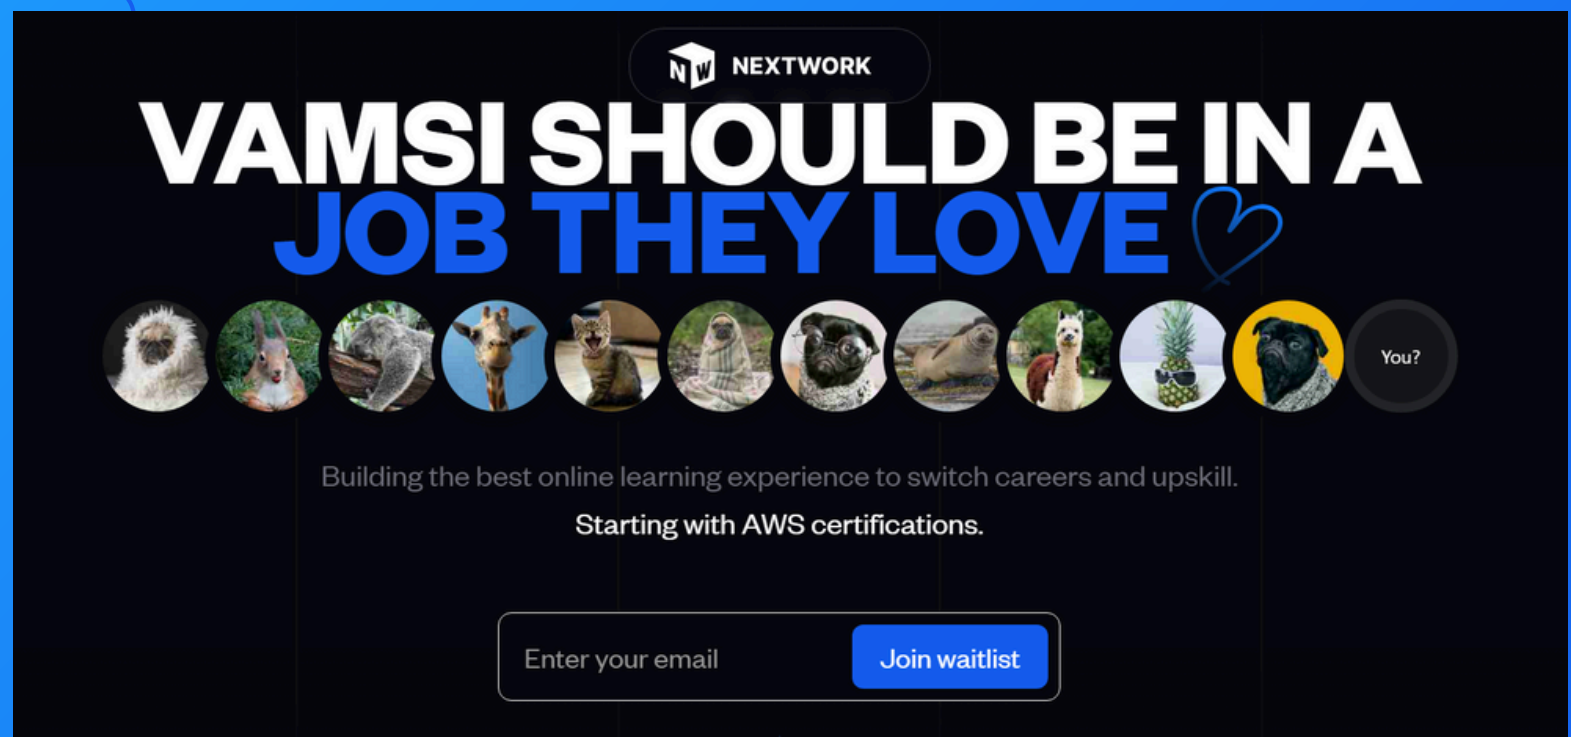 NW NEXTWORK
VAMSI SHOULD BE IN A
JOB THEY LOVE
You?
Building the best online learning experience to switch careers and upskill.
Starting with AWS certifications.
Enter your email
Join waitlist